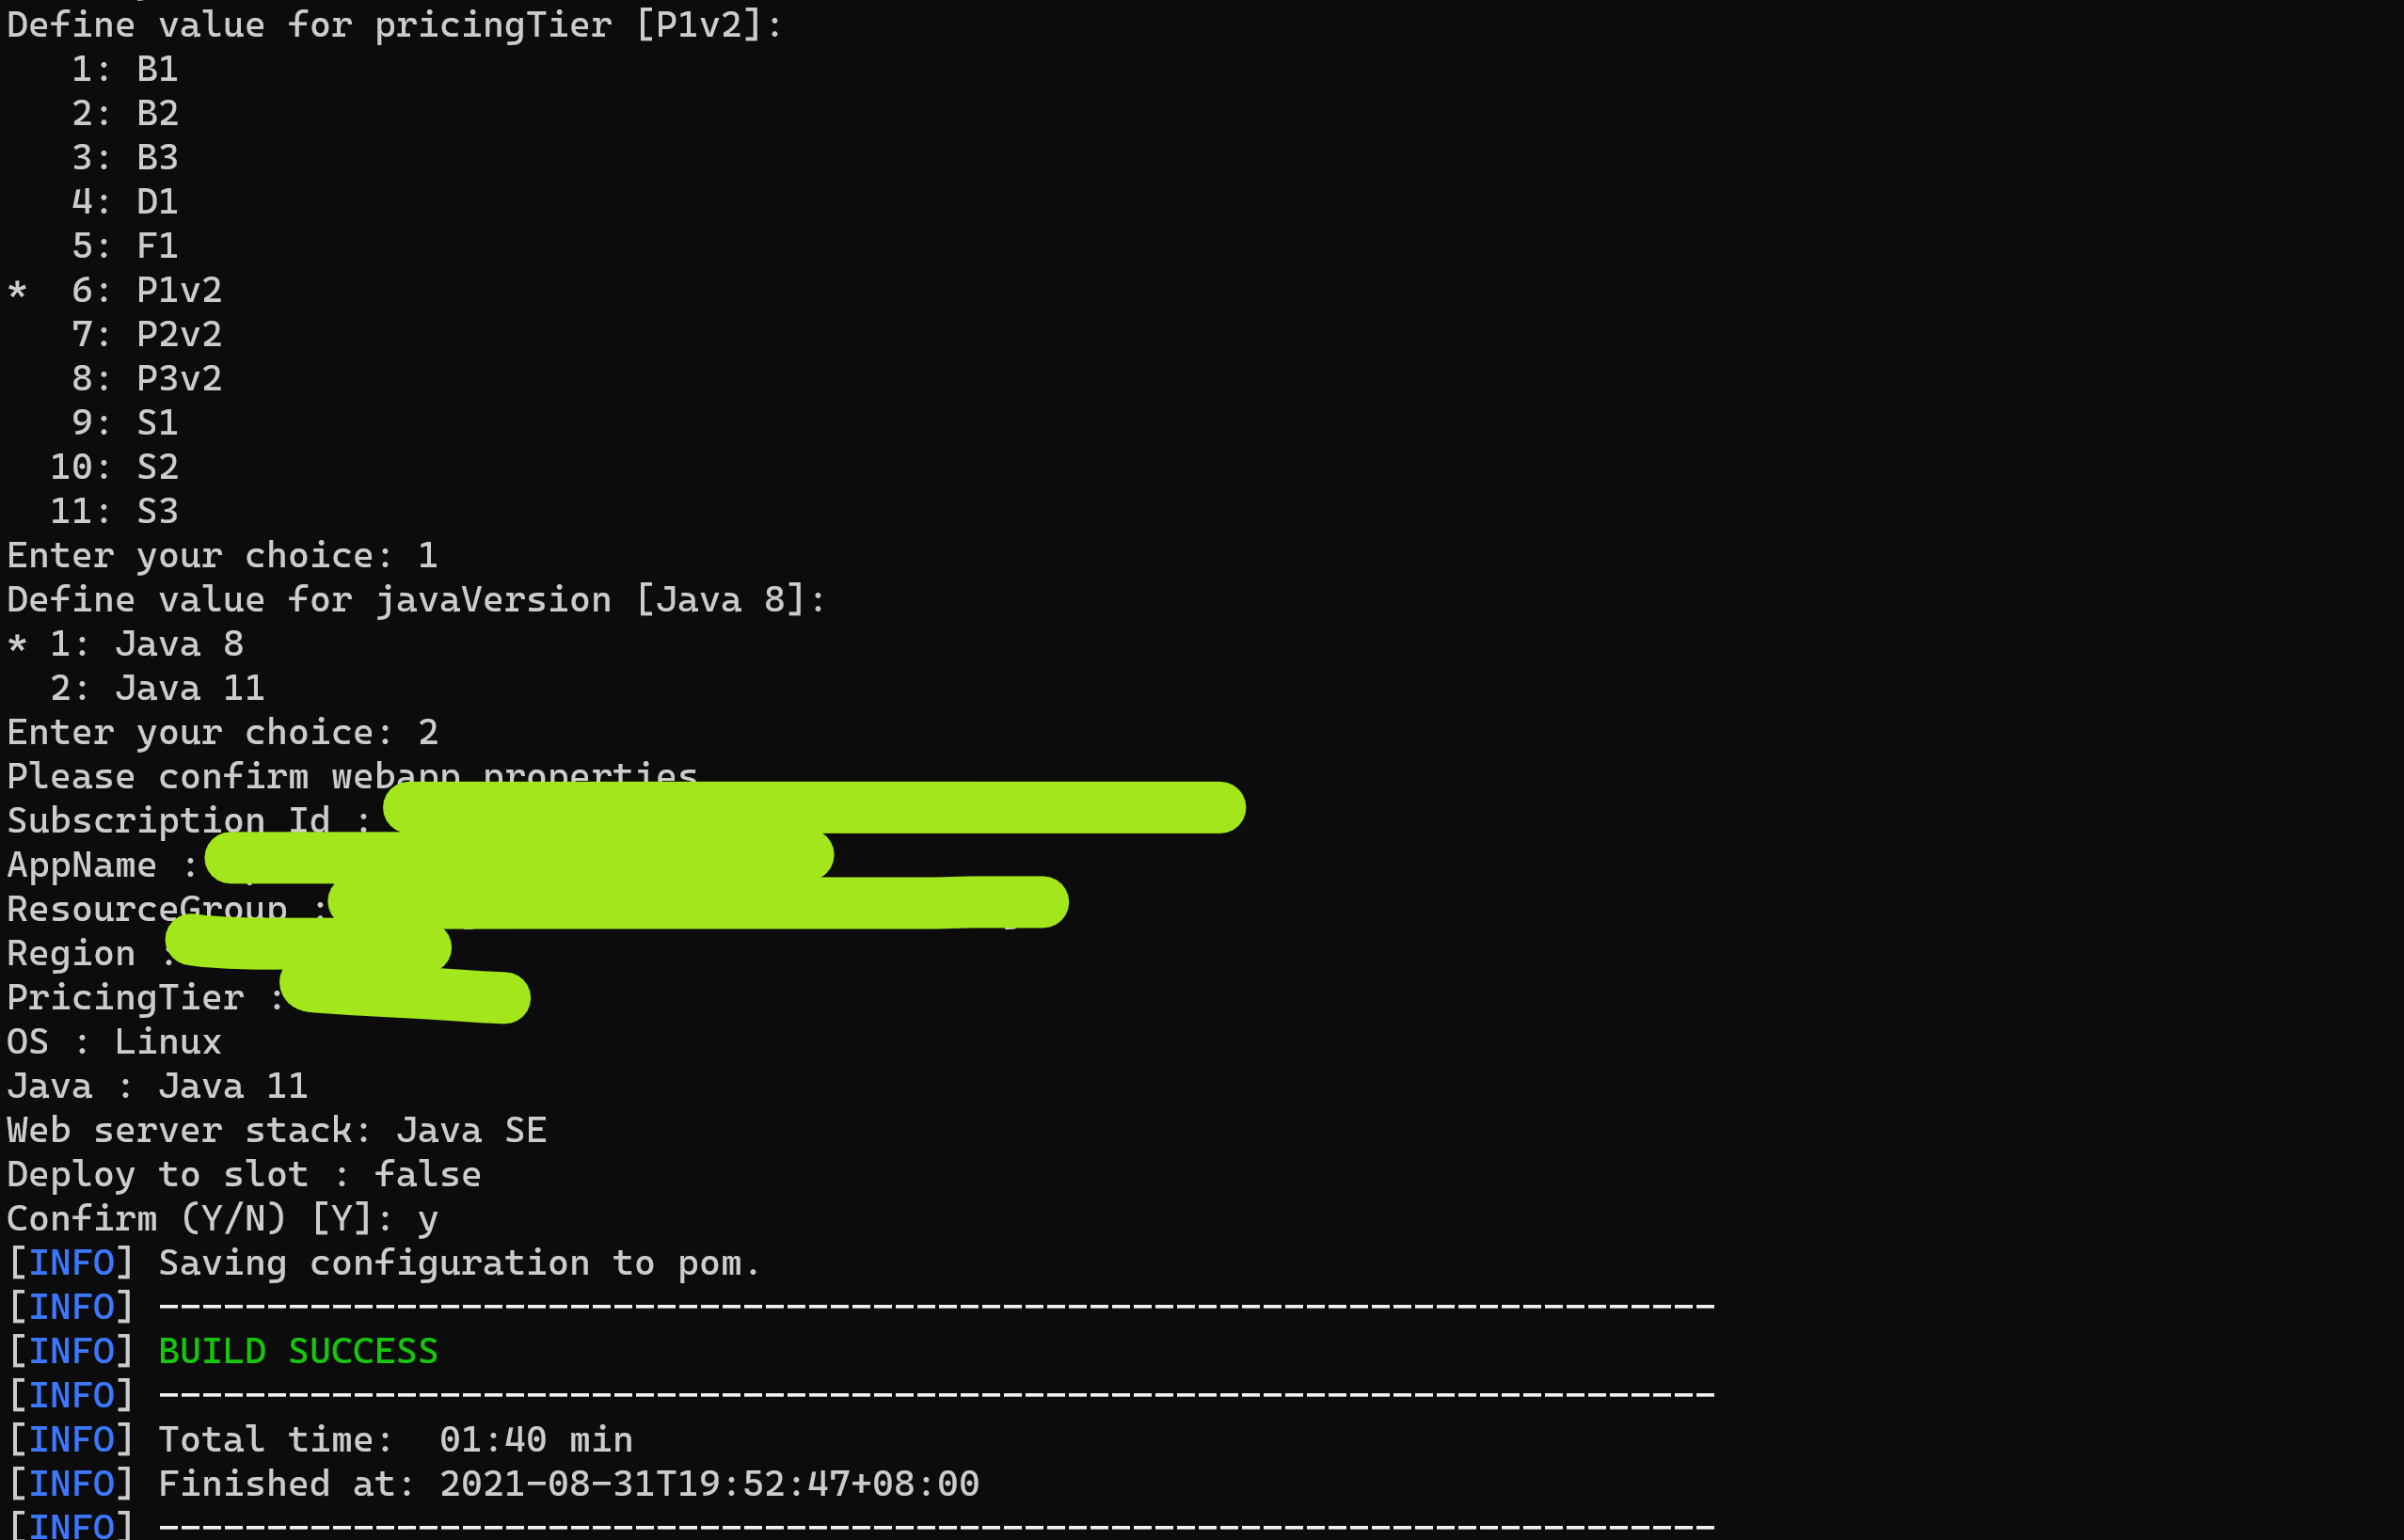 Define value for pricingTier [P1v2]:
   1: B1
   2: B2
   3: B3
   4: D1
   5: F1
*  6: P1v2
   7: P2v2
   8: P3v2
   9: S1
  10: S2
  11: S3
Enter your choice: 1
Define value for javaVersion [Java 8]:
* 1: Java 8
  2: Java 11
Enter your choice: 2
Please confirm webapp properties
Subscription Id :
AppName :
ResourceGroup :
Region :
PricingTier :
OS : Linux
Java : Java 11
Web server stack: Java SE
Deploy to slot : false
Confirm (Y/N) [Y]: y
[INFO] Saving configuration to pom.
[INFO] ------------------------------------------------------------------------
[INFO] BUILD SUCCESS
[INFO] ------------------------------------------------------------------------
[INFO] Total time:  01:40 min
[INFO] Finished at: 2021-08-31T19:52:47+08:00
[INFO] ------------------------------------------------------------------------